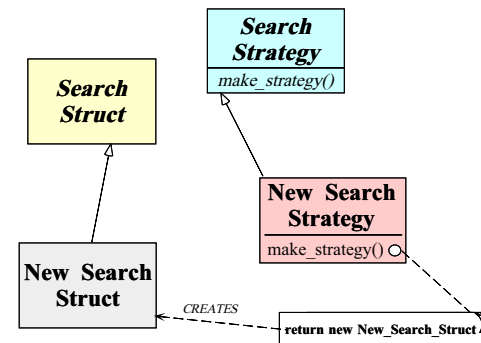 Search
Strategy
make_strategy()
Search
Struct
New Search
Strategy
make_strategy()
New Search
Struct
CREATES
return new New_Search_Struct